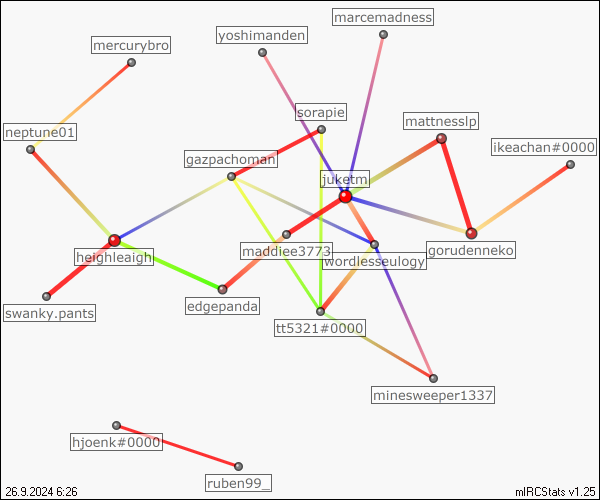 marcemadness
yoshimanden
mercurybro
sorapie
mattnesslp
neptune01
ikeachan#0000
gazpachoman
juketm
heighleaigh
maddiee3773
gorudenneko
wordlesseulogy
edgepanda
swanky.pants
tt5321#0000
minesweeper1337
hjoenk#0000
ruben99_
26.9.2024 6:26
mIRCStats v1.25